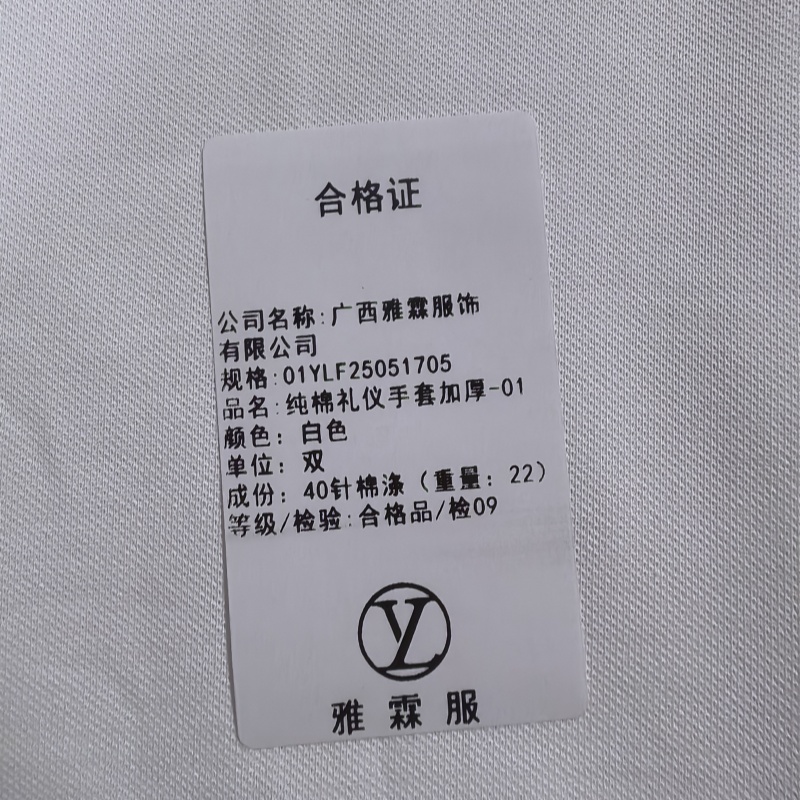 合格证
公司名称:广西雅霖服饰
有限公司
规格:01YLF25051705
品名:纯棉礼仪手套加厚-01
颜色: 白色
单位: 双
成份: 40针棉涤 (重量: 22)
等级/检验:合格品/检09
YL
雅霖服